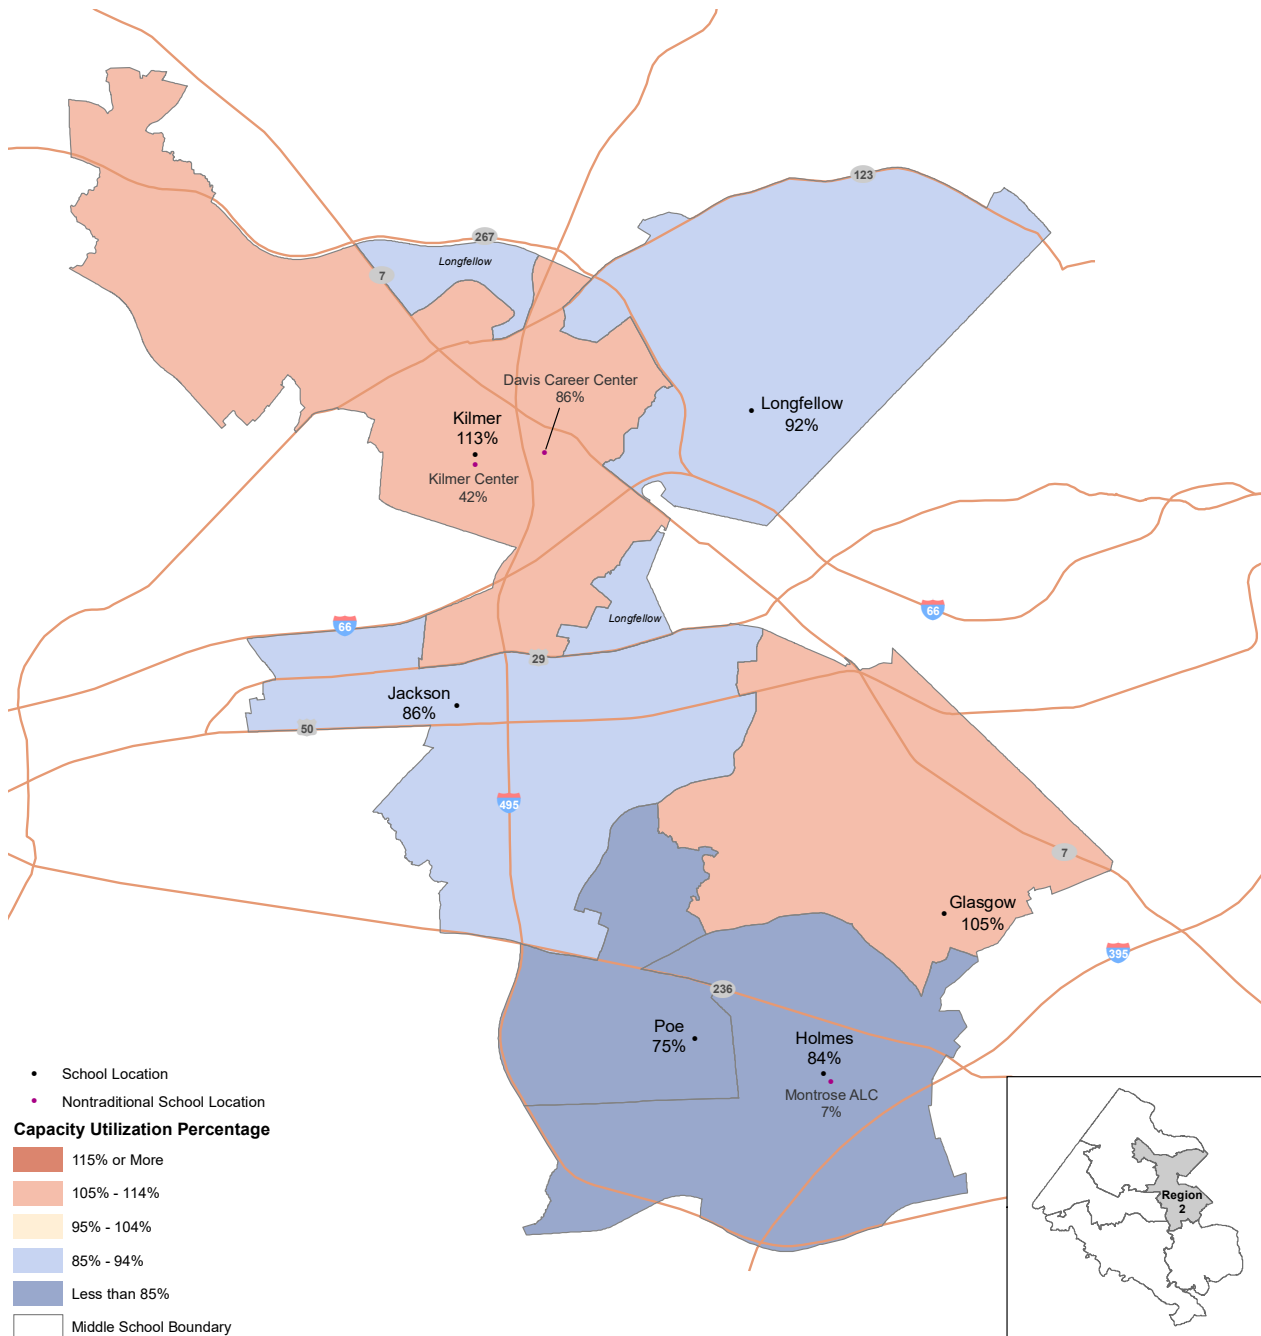 123
267
Longfellow
7
Davis Career Center
86%
Longfellow
92%
Kilmer
113%
Kilmer Center
42%
66
66
Longfellow
29
Jackson
86%
50
495
7
Glasgow
105%
395
236
Poe
75%
Holmes
84%
Montrose ALC
7%
School Location
Nontraditional School Location
Capacity Utilization Percentage
115% or More
105% - 114%
95% - 104%
85% - 94%
Less than 85%
Middle School Boundary
Region
2